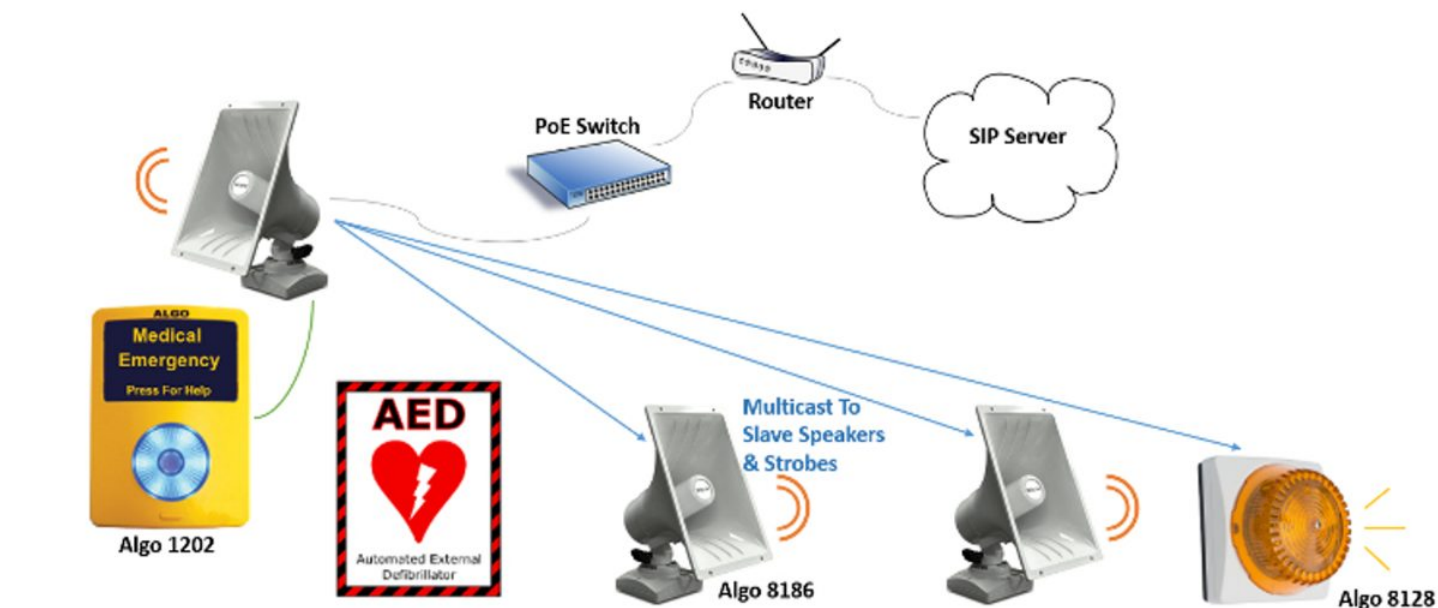 Router
PoE Switch
SIP Server
ALGO
Medical
Emergency
Press For Help
Algo 1202
AED
Automated External
Defibrillator
Multicast To
Slave Speakers
& Strobes
Algo 8186
Algo 8128